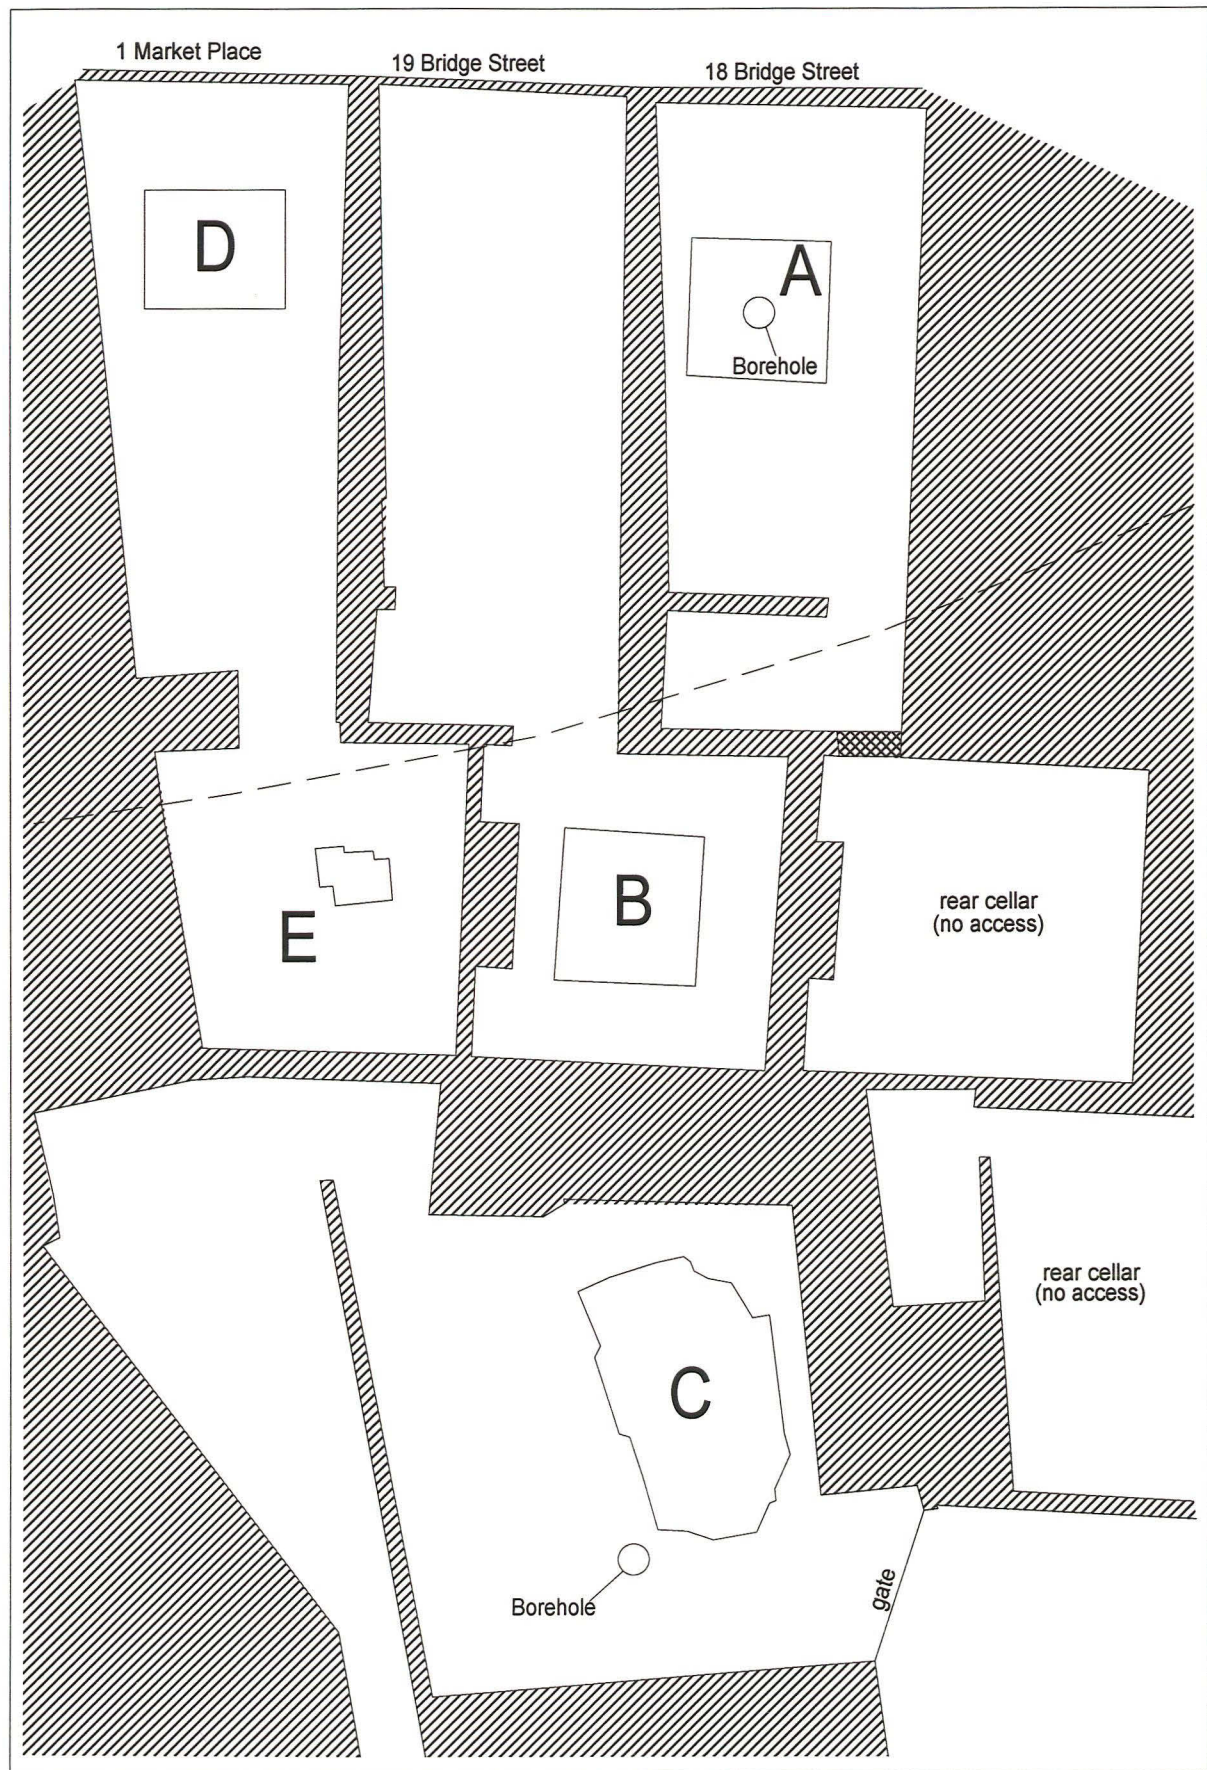 1 Market Place
19 Bridge Street
18 Bridge Street
D
A
Borehole
B
E
rear cellar
(no access)
rear cellar
(no access)
C
Borehole
gate